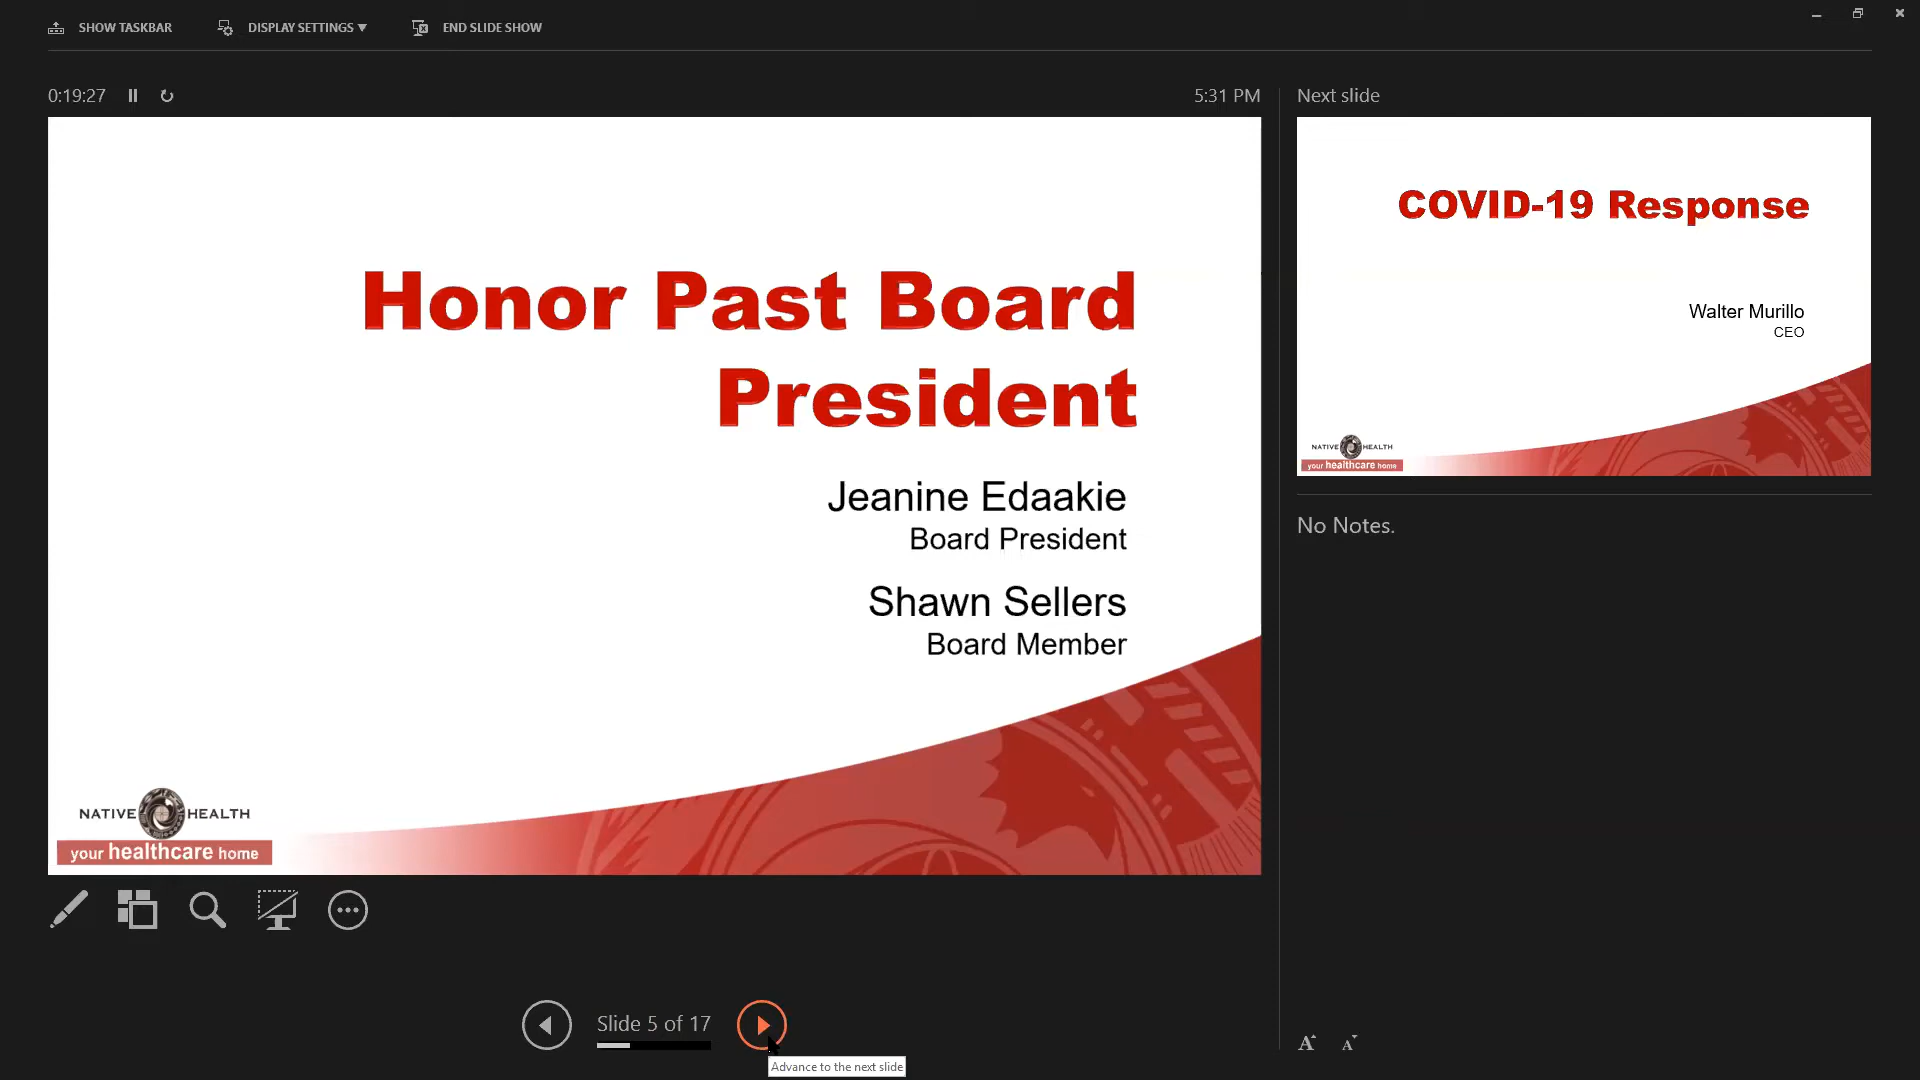 SHOW TASKBAR
DISPLAY SETTINGS
END SLIDE SHOW
0:19:27
5:31 PM
Honor Past Board
President
Jeanine Edaakie
Board President
Shawn Sellers
Board Member
NATIVE HEALTH
your healthcare home
Slide 5 of 17
Advance to the next slide
Next slide
COVID-19 Response
Walter Murillo
CEO
NATIVE HEALTH
your healthcare home
No Notes.
A A